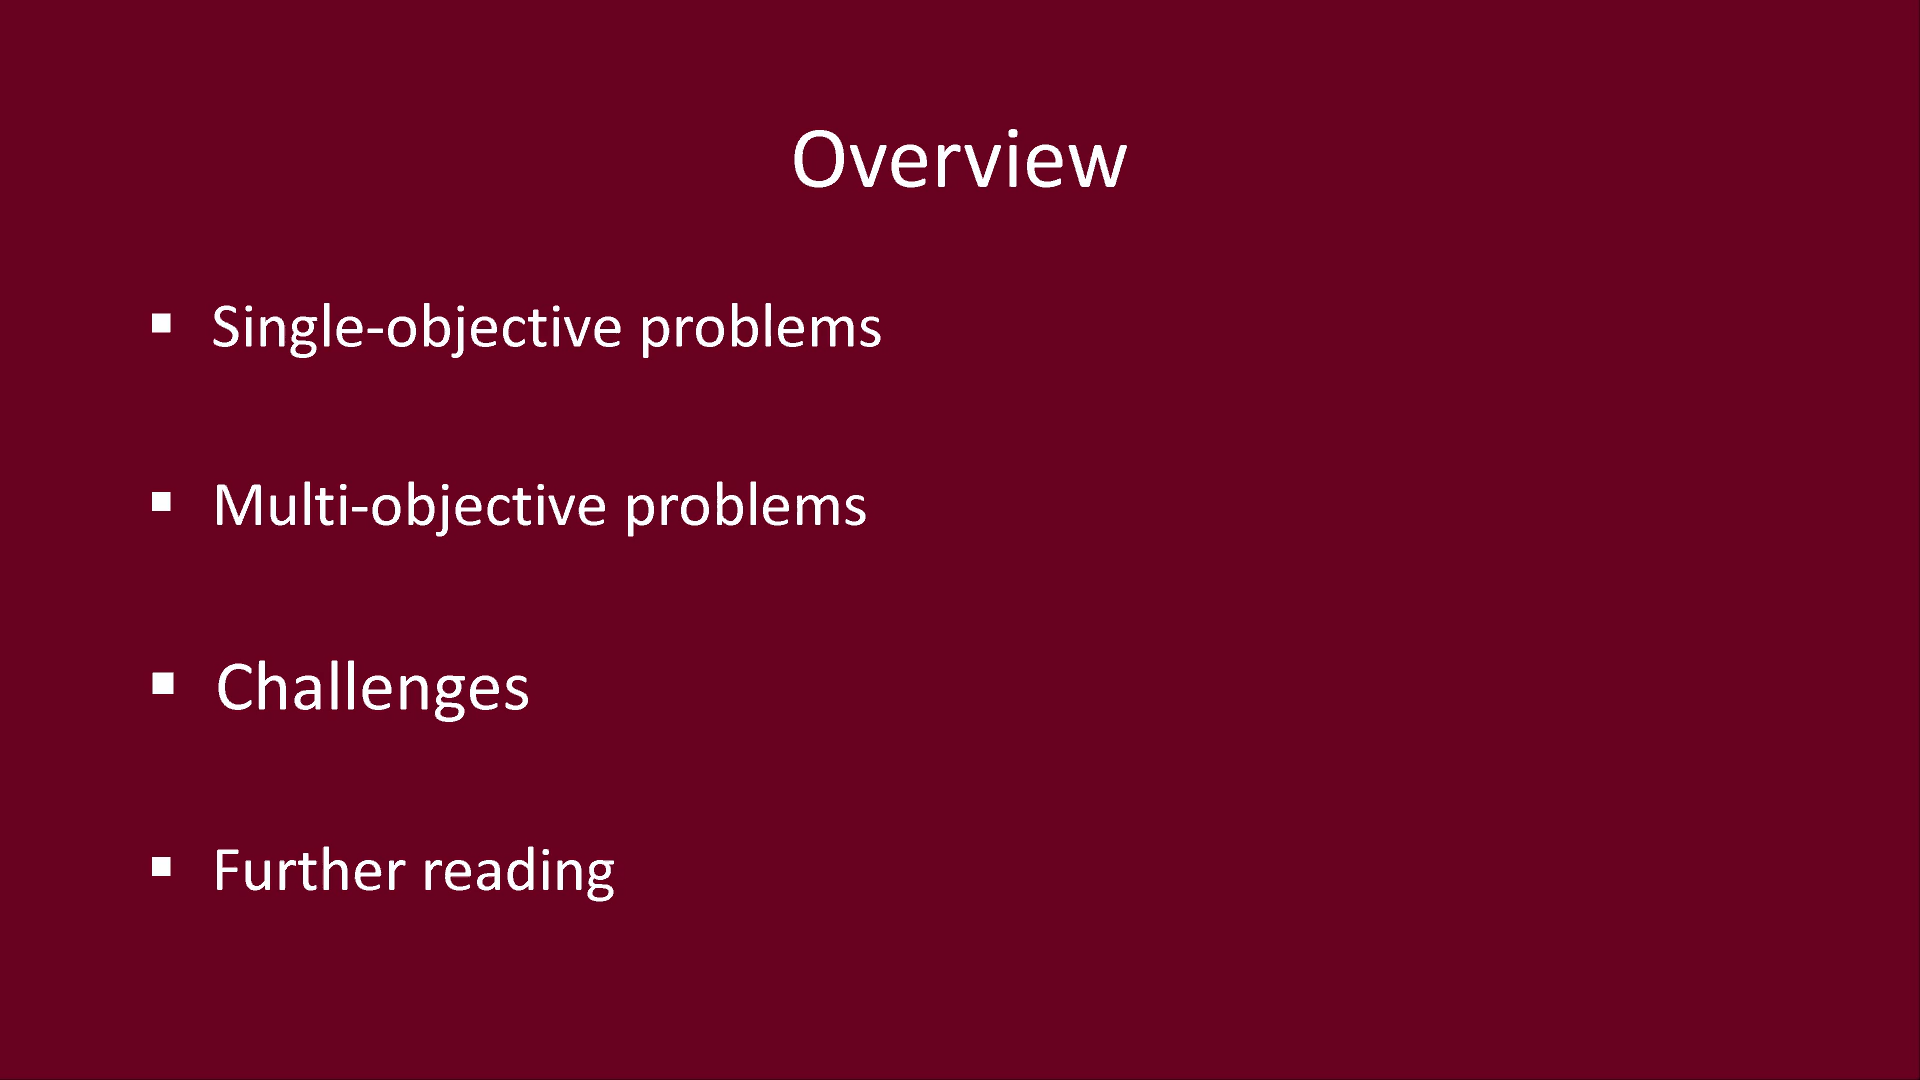 Overview
▪ Single-objective problems
▪ Multi-objective problems
▪ Challenges
▪ Further reading